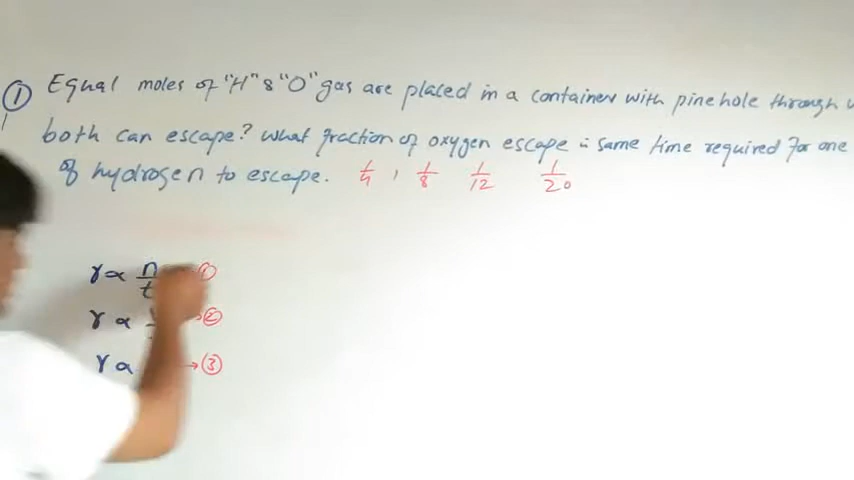 ① Equal moles of "H" & "O" gas are placed in a container with pinehole through
both can escape? What fraction of oxygen escape in same time required for one
of hydrogen to escape. 1/4, 1/8 1/12 1/20
r ∝ n/t ①
r ∝ → ②
r ∝ → ③